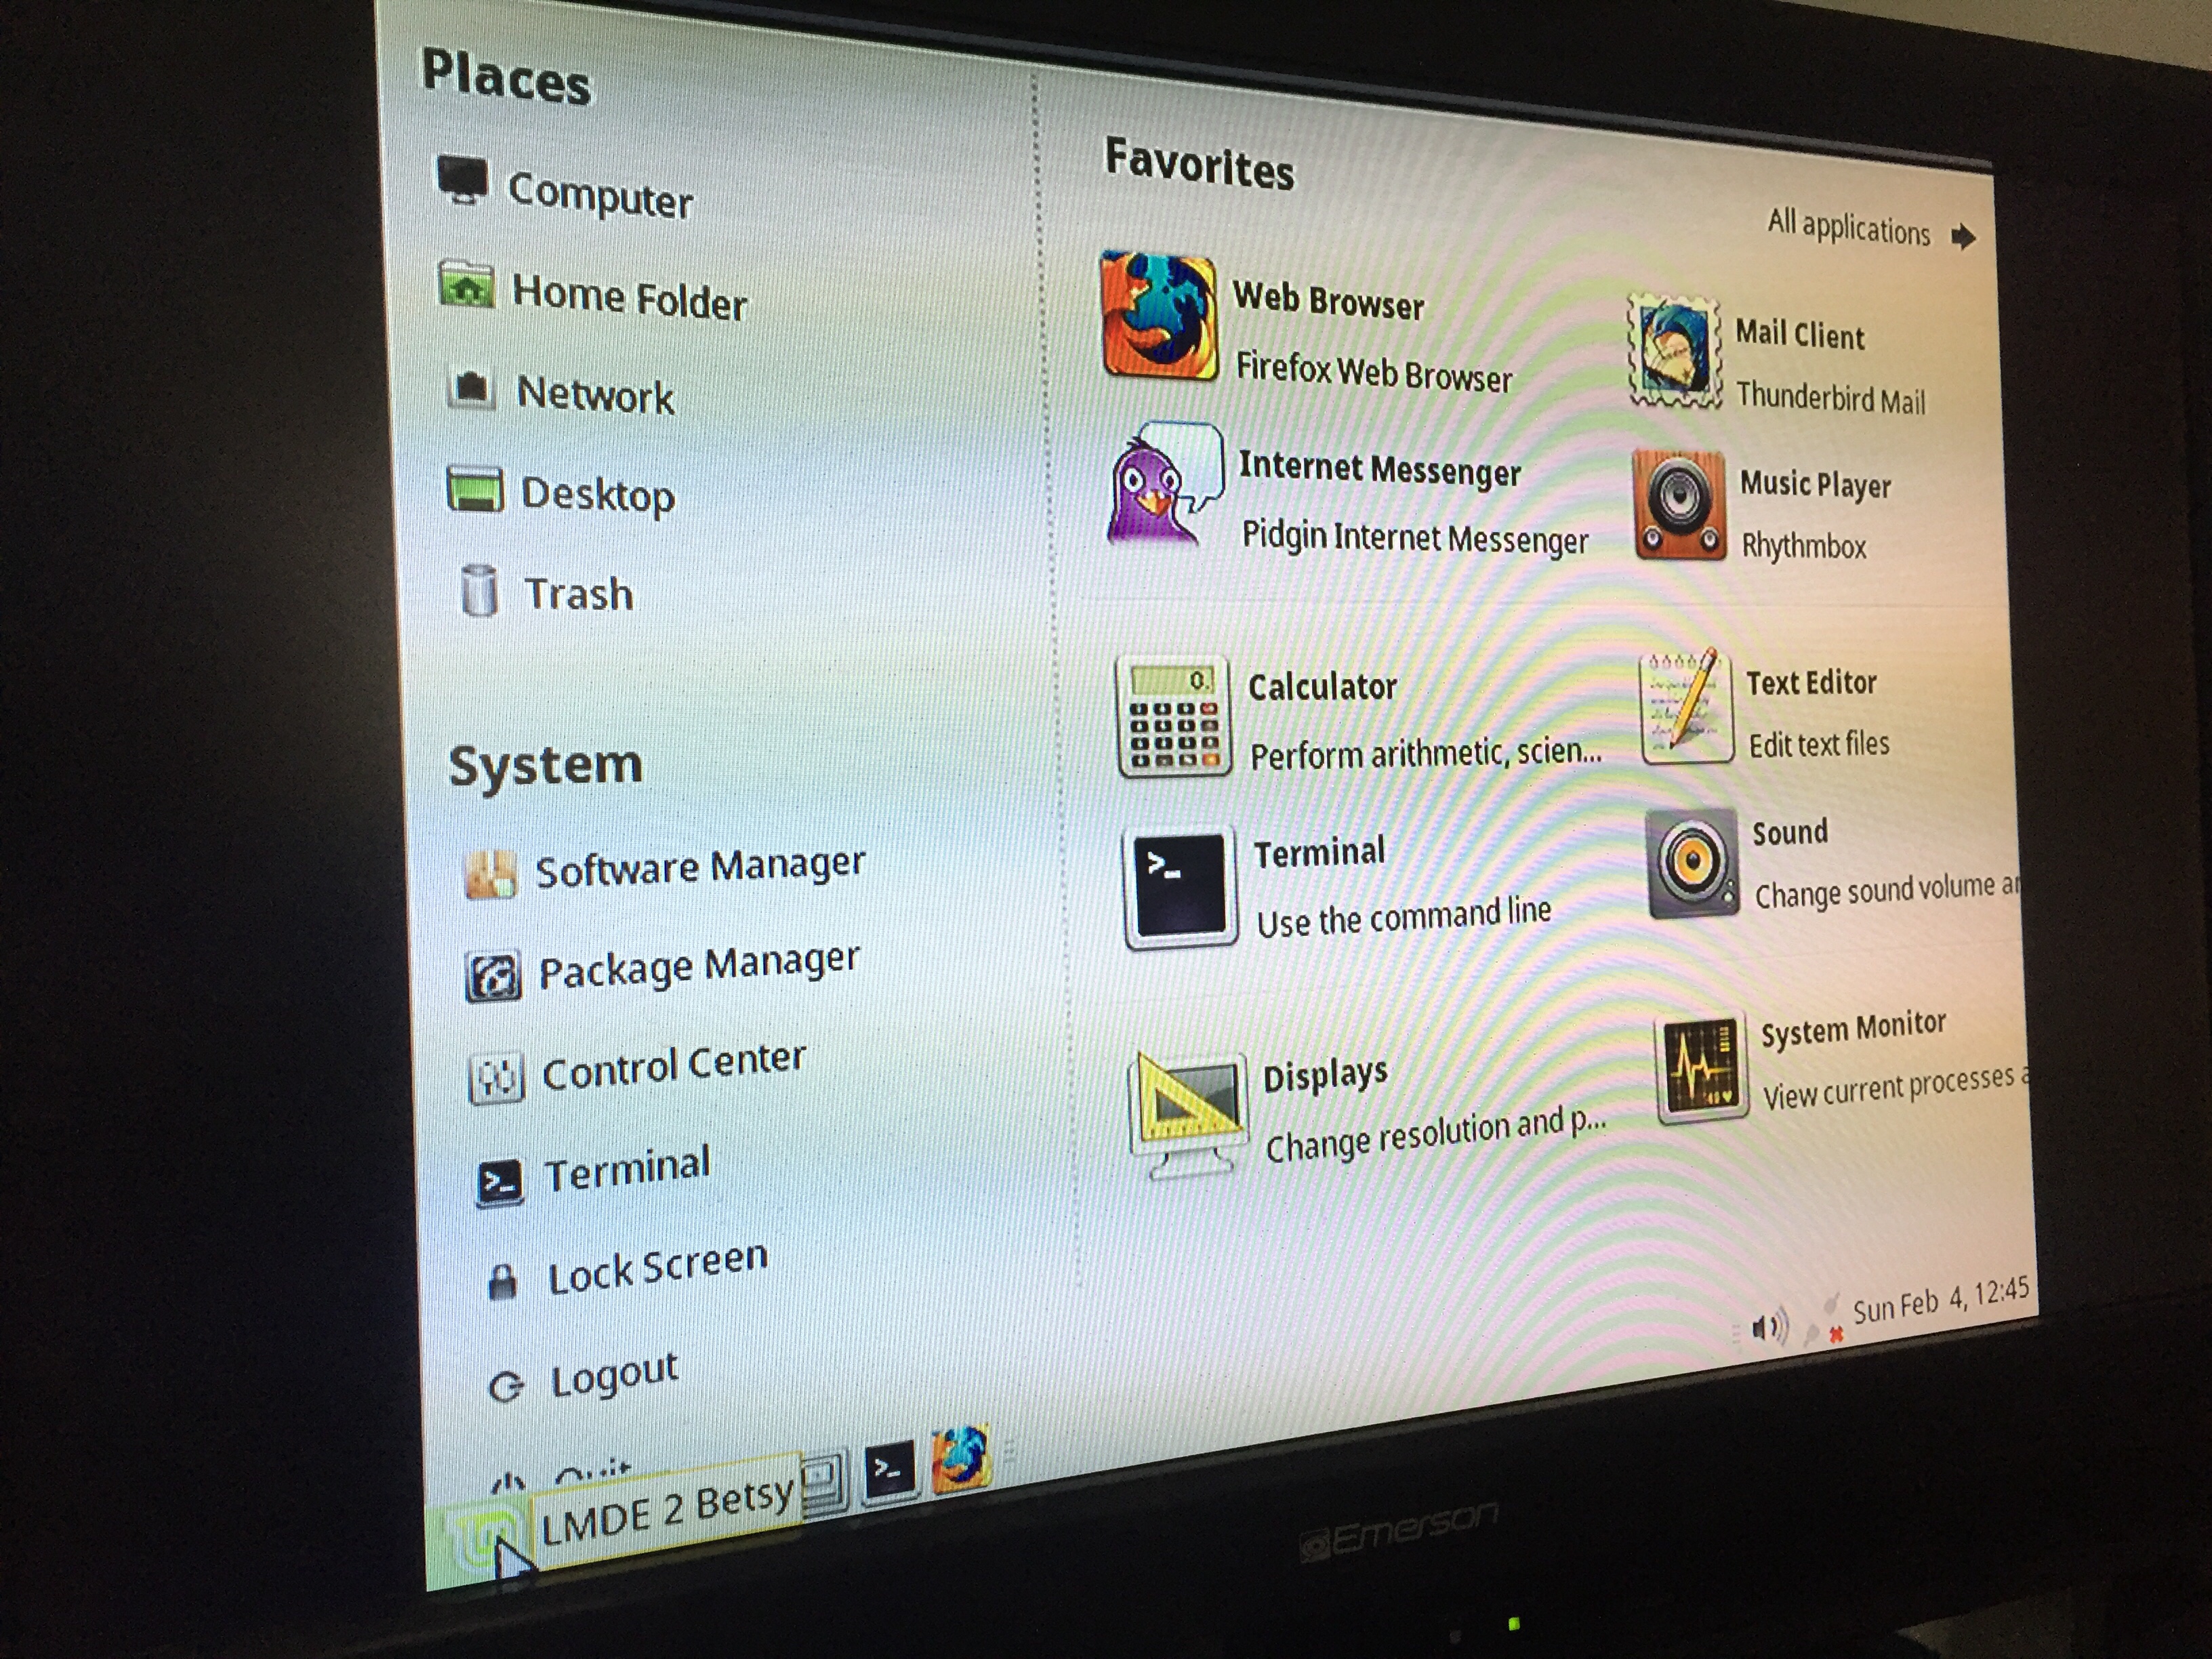 Places
Computer
Home Folder
Network
Desktop
Trash
System
Software Manager
Package Manager
Control Center
Terminal
Lock Screen
Logout
LMDE 2 Betsy
Favorites
All applications
Web Browser
Firefox Web Browser
Mail Client
Thunderbird Mail
Internet Messenger
Pidgin Internet Messenger
Music Player
Rhythmbox
Calculator
Perform arithmetic, scien...
0.
Text Editor
Edit text files
Terminal
Use the command line
Sound
Change sound volume ar
Displays
Change resolution and p...
System Monitor
View current processes a
Sun Feb 4, 12:45
Emerson